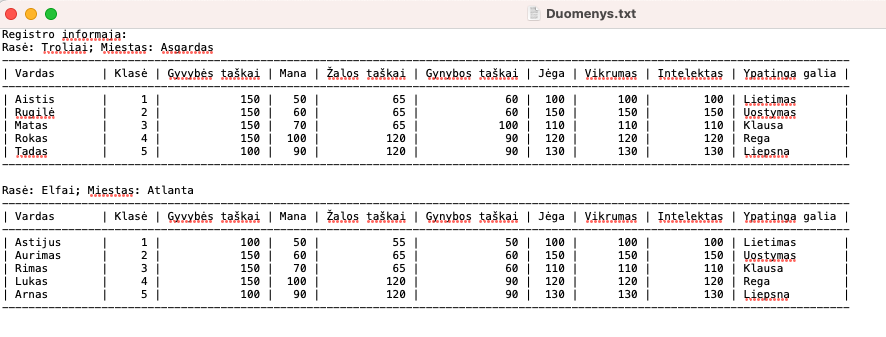 Duomenys.txt
Registro informaja:
Rasė: Troliai; Miestas: Asgardas
-----------------------------------------------------------------------------------------------------------------------------------
| Vardas       | Klasė | Gyvybės taškai | Mana | Žalos taškai | Gynybos taškai | Jėga | Vikrumas | Intelektas | Ypatinga galia |
-----------------------------------------------------------------------------------------------------------------------------------
| Aistis       |     1 |            150 |   50 |           65 |             60 |  100 |      100 |        100 | Lietimas       |
| Rugilė       |     2 |            150 |   60 |           65 |             60 |  150 |      150 |        150 | Uostymas       |
| Matas        |     3 |            150 |   70 |           65 |            100 |  110 |      110 |        110 | Klausa         |
| Rokas        |     4 |            150 |  100 |          120 |             90 |  120 |      120 |        120 | Rega           |
| Tadas        |     5 |            100 |   90 |          120 |             90 |  130 |      130 |        130 | Liepsna        |
-----------------------------------------------------------------------------------------------------------------------------------
Rasė: Elfai; Miestas: Atlanta
-----------------------------------------------------------------------------------------------------------------------------------
| Vardas       | Klasė | Gyvybės taškai | Mana | Žalos taškai | Gynybos taškai | Jėga | Vikrumas | Intelektas | Ypatinga galia |
-----------------------------------------------------------------------------------------------------------------------------------
| Astijus      |     1 |            100 |   50 |           55 |             50 |  100 |      100 |        100 | Lietimas       |
| Aurimas      |     2 |            150 |   60 |           65 |             60 |  150 |      150 |        150 | Uostymas       |
| Rimas        |     3 |            150 |   70 |           65 |             60 |  110 |      110 |        110 | Klausa         |
| Lukas        |     4 |            150 |  100 |          120 |             90 |  120 |      120 |        120 | Rega           |
| Arnas        |     5 |            100 |   90 |          120 |             90 |  130 |      130 |        130 | Liepsna        |
-----------------------------------------------------------------------------------------------------------------------------------